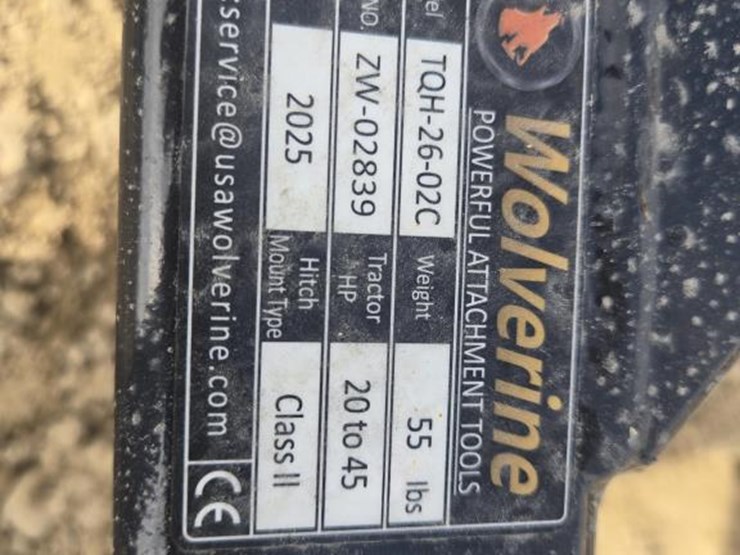 Wolverine
POWERFUL ATTACHMENT TOOLS
TQH-26-02C Weight 55 lbs
NO. ZW-02839 Tractor HP 20 to 45
2025 Hitch Mount Type Class II
service@usawolverine.com CE